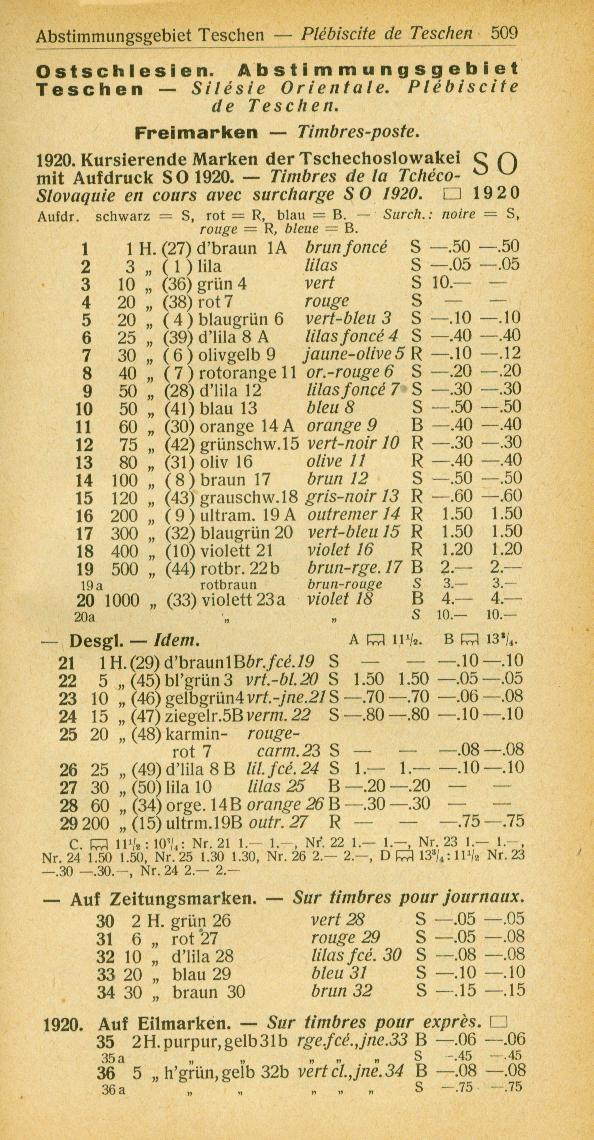 Abstimmungsgebiet Teschen — Plébiscite de Teschen 509
Ostschlesien. Abstimmungsgebiet
Teschen — Silésie Orientale. Plébiscite
de Teschen.
Freimarken — Timbres-poste.
1920. Kursierende Marken der Tschechoslowakei
mit Aufdruck SO 1920. — Timbres de la Tchéco-
Slovaquie en cours avec surcharge SO 1920. □ SO 1920
Aufdr. schwarz = S, rot = R, blau = B. — Surch.: noire = S,
rouge = R, bleue = B.
1 1 H. (27) d'braun 1A brun foncé S —.50 —.50
2 3 „ (1) lila lilas S —.05 —.05
3 10 „ (36) grün 4 vert S 10.— —
4 20 „ (38) rot 7 rouge S — —
5 20 „ (4) blaugrün 6 vert-bleu 3 S —.10 —.10
6 25 „ (39) d'lila 8 A lilas foncé 4 S —.40 —.40
7 30 „ (6) olivgelb 9 jaune-olive 5 R —.10 —.12
8 40 „ (7) rotorange 11 or.-rouge 6 S —.20 —.20
9 50 „ (28) d'lila 12 lilas foncé 7 S —.30 —.30
10 50 „ (41) blau 13 bleu 8 S —.50 —.50
11 60 „ (30) orange 14 A orange 9 B —.40 —.40
12 75 „ (42) grünschw. 15 vert-noir 10 R —.30 —.30
13 80 „ (31) oliv 16 olive 11 R —.40 —.40
14 100 „ (8) braun 17 brun 12 S —.50 —.50
15 120 „ (43) grauschw. 18 gris-noir 13 R —.60 —.60
16 200 „ (9) ultram. 19 A outremer 14 R 1.50 1.50
17 300 „ (32) blaugrün 20 vert-bleu 15 R 1.50 1.50
18 400 „ (10) violett 21 violet 16 R 1.20 1.20
19 500 „ (44) rotbr. 22b brun-rge. 17 B 2.— 2.—
19a rotbraun brun-rouge S 3.— 3.—
20 1000 „ (33) violett 23a violet 18 B 4.— 4.—
20a „ „ S 10.— 10.—
— Desgl. — Idem. A 11½. B 13¾.
21 1 H. (29) d'braun 1B br.fcé. 19 S — — —.10 —.10
22 5 „ (45) bl'grün 3 vrt.-bl. 20 S 1.50 1.50 —.05 —.05
23 10 „ (46) gelbgrün 4 vrt.-jne. 21 S —.70 —.70 —.06 —.08
24 15 „ (47) ziegelr. 5B verm. 22 S —.80 —.80 —.10 —.10
25 20 „ (48) karmin- rouge-
rot 7 carm. 23 S — — —.08 —.08
26 25 „ (49) d'lila 8 B lil. fcé. 24 S 1.— 1.— —.10 —.10
27 30 „ (50) lila 10 lilas 25 B —.20 —.20 — —
28 60 „ (34) orge. 14B orange 26 B —.30 —.30 — —
29 200 „ (15) ultrm. 19B outr. 27 R — — —.75 —.75
C. 11½ : 10¾: Nr. 21 1.— 1.—, Nr. 22 1.— 1.—, Nr. 23 1.— 1.—,
Nr. 24 1.50 1.50, Nr. 25 1.30 1.30, Nr. 26 2.— 2.—, D 13¾ : 11½ Nr. 23
—.30 —.30.—, Nr. 24 2.— 2.—
— Auf Zeitungsmarken. — Sur timbres pour journaux.
30 2 H. grün 26 vert 28 S —.05 —.05
31 6 „ rot 27 rouge 29 S —.05 —.08
32 10 „ d'lila 28 lilas fcé. 30 S —.08 —.08
33 20 „ blau 29 bleu 31 S —.10 —.10
34 30 „ braun 30 brun 32 S —.15 —.15
1920. Auf Eilmarken. — Sur timbres pour exprès. □
35 2 H. purpur, gelb 31b rge.fcé., jne. 33 B —.06 —.06
35a „ „ „ „ „ S —.45 —.45
36 5 „ h'grün, gelb 32b vert cl., jne. 34 B —.08 —.08
36a „ „ „ „ „ S —.75 —.75